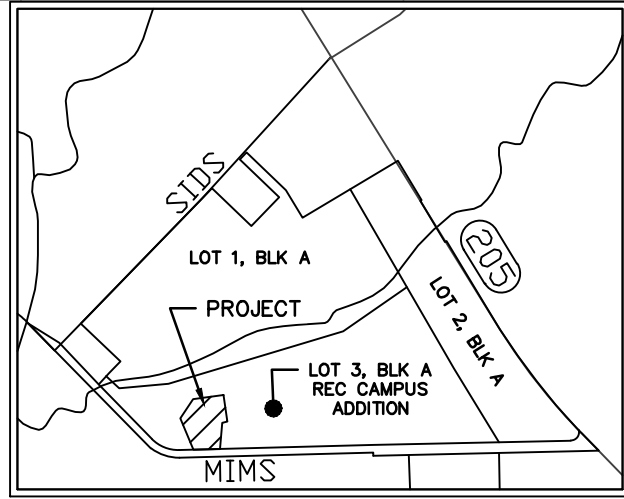 SIDS
LOT 1, BLK A
205
PROJECT
LOT 2, BLK A
LOT 3, BLK A
REC CAMPUS
ADDITION
MIMS